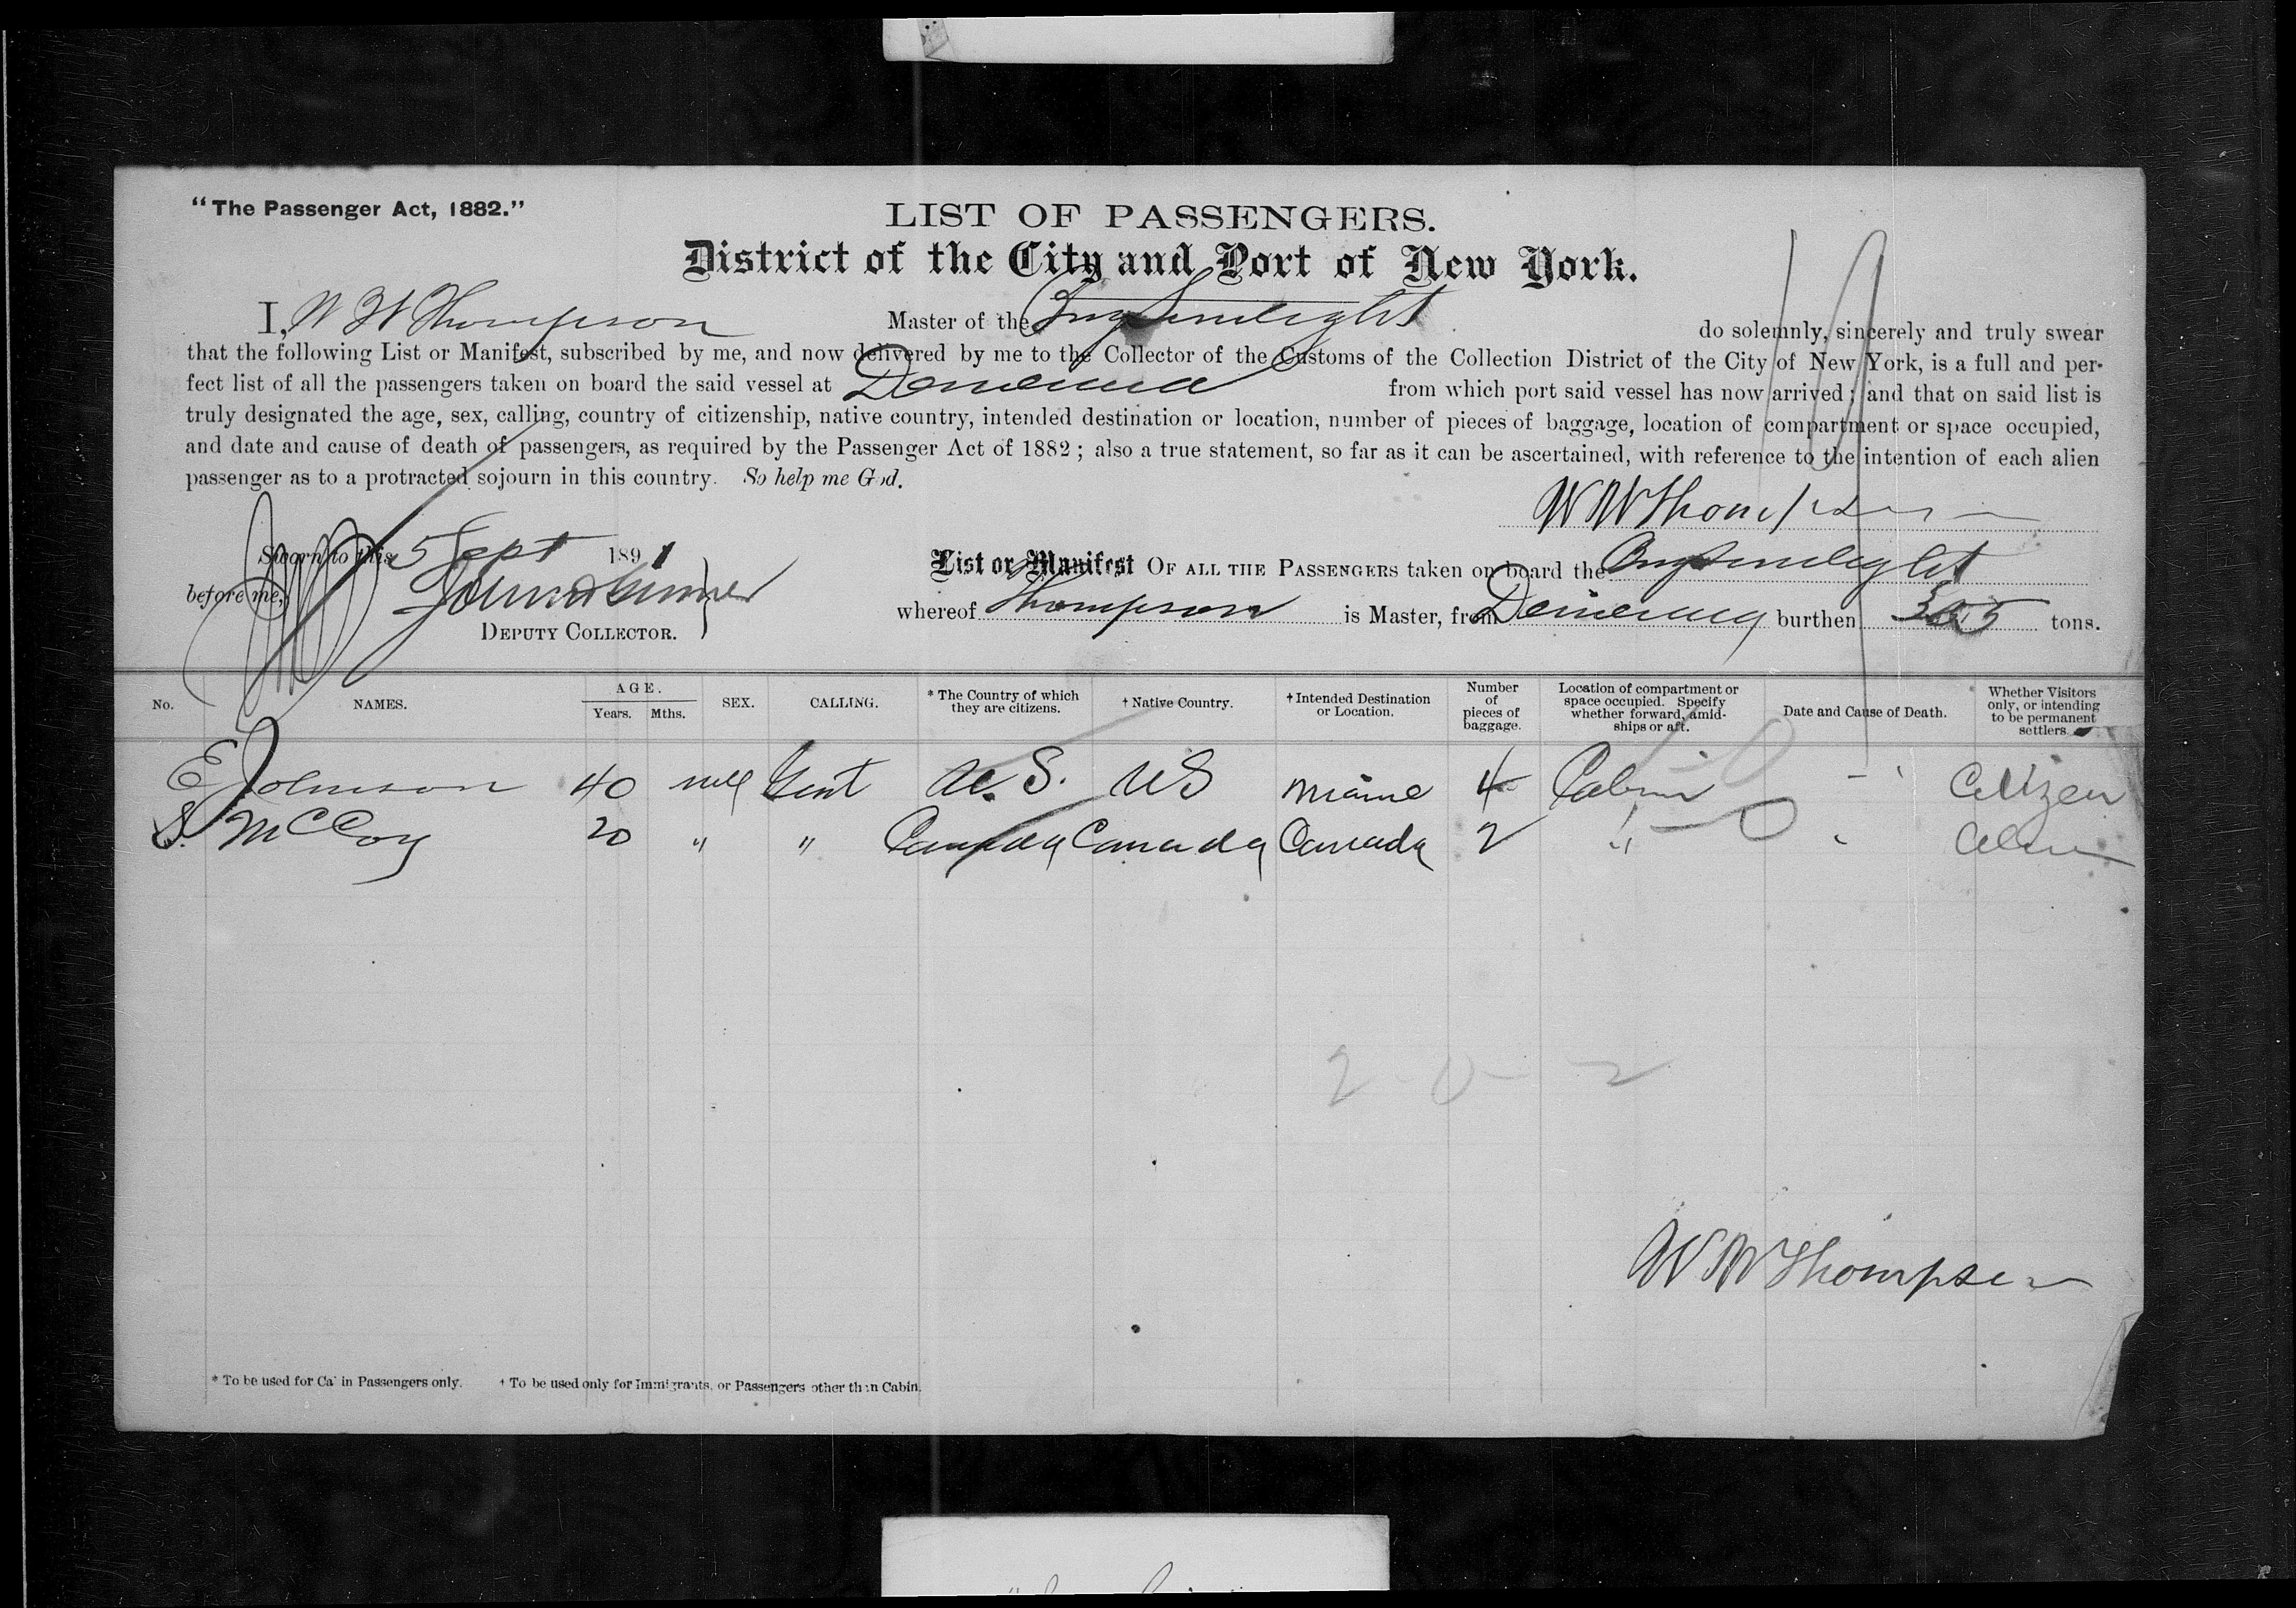 "The Passenger Act, 1882."
LIST OF PASSENGERS.
District of the City and Port of New York.
I, W W Thompson Master of the Brig Sunlight do solemnly, sincerely and truly swear
that the following List or Manifest, subscribed by me, and now delivered by me to the Collector of the Customs of the Collection District of the City of New York, is a full and per-
fect list of all the passengers taken on board the said vessel at Demerara from which port said vessel has now arrived; and that on said list is
truly designated the age, sex, calling, country of citizenship, native country, intended destination or location, number of pieces of baggage, location of compartment or space occupied,
and date and cause of death of passengers, as required by the Passenger Act of 1882; also a true statement, so far as it can be ascertained, with reference to the intention of each alien
passenger as to a protracted sojourn in this country. So help me God.
W W Thompson
Sworn to this 5 Sept 1891
before me,
DEPUTY COLLECTOR.
List or Manifest OF ALL THE PASSENGERS taken on board the Brig Sunlight
whereof Thompson is Master, from Demerara burthen tons.
No. NAMES. AGE. Years. Mths. SEX. CALLING. * The Country of which they are citizens. † Native Country. † Intended Destination or Location. Number of pieces of baggage. Location of compartment or space occupied. Specify whether forward, amid-ships or aft. Date and Cause of Death. Whether Visitors only, or intending to be permanent settlers.
E Johnson 40 Gent U.S. US Maine 4 Cabin Citizen
S. McCoy 20 " " Canada Canada Canada 2 " Alien
2 - 0 - 2
W W Thompson
* To be used for Cabin Passengers only. † To be used only for Immigrants, or Passengers other than Cabin.